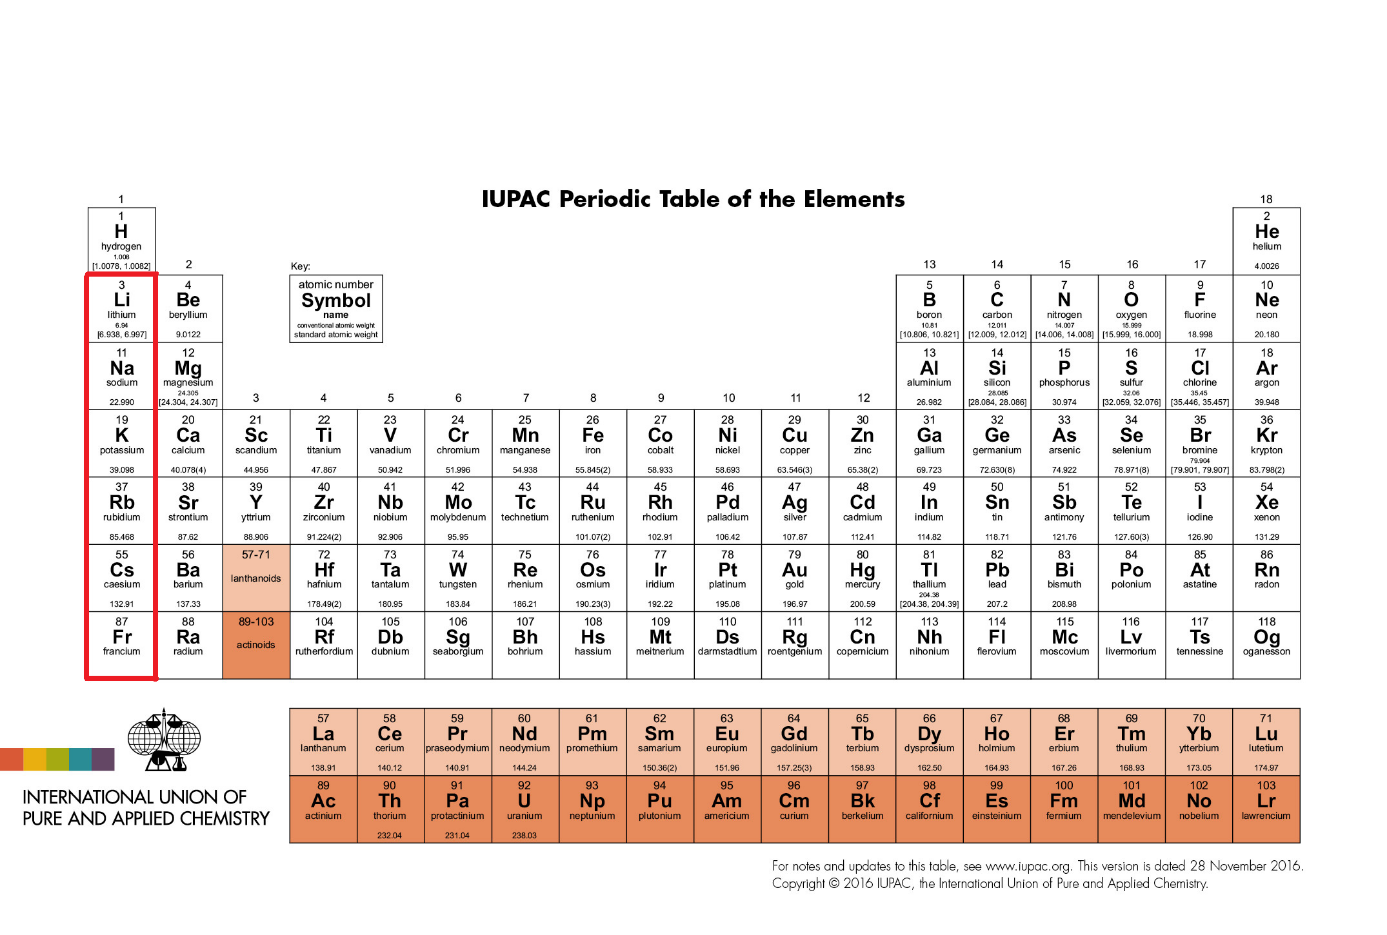 IUPAC Periodic Table of the Elements
1
18
1
H
hydrogen
1.008
[1.0078, 1.0082]
2
He
helium
4.0026
2
Key:
13
14
15
16
17
3
Li
lithium
6.94
[6.938, 6.997]
4
Be
beryllium
9.0122
atomic number
Symbol
name
conventional atomic weight
standard atomic weight
5
B
boron
10.81
[10.806, 10.821]
6
C
carbon
12.011
[12.009, 12.012]
7
N
nitrogen
14.007
[14.006, 14.008]
8
O
oxygen
15.999
[15.999, 16.000]
9
F
fluorine
18.998
10
Ne
neon
20.180
11
Na
sodium
22.990
12
Mg
magnesium
24.305
[24.304, 24.307]
3
4
5
6
7
8
9
10
11
12
13
Al
aluminium
26.982
14
Si
silicon
28.085
[28.084, 28.086]
15
P
phosphorus
30.974
16
S
sulfur
32.06
[32.059, 32.076]
17
Cl
chlorine
35.45
[35.446, 35.457]
18
Ar
argon
39.948
19
K
potassium
39.098
20
Ca
calcium
40.078(4)
21
Sc
scandium
44.956
22
Ti
titanium
47.867
23
V
vanadium
50.942
24
Cr
chromium
51.996
25
Mn
manganese
54.938
26
Fe
iron
55.845(2)
27
Co
cobalt
58.933
28
Ni
nickel
58.693
29
Cu
copper
63.546(3)
30
Zn
zinc
65.38(2)
31
Ga
gallium
69.723
32
Ge
germanium
72.630(8)
33
As
arsenic
74.922
34
Se
selenium
78.971(8)
35
Br
bromine
79.904
[79.901, 79.907]
36
Kr
krypton
83.798(2)
37
Rb
rubidium
85.468
38
Sr
strontium
87.62
39
Y
yttrium
88.906
40
Zr
zirconium
91.224(2)
41
Nb
niobium
92.906
42
Mo
molybdenum
95.95
43
Tc
technetium
44
Ru
ruthenium
101.07(2)
45
Rh
rhodium
102.91
46
Pd
palladium
106.42
47
Ag
silver
107.87
48
Cd
cadmium
112.41
49
In
indium
114.82
50
Sn
tin
118.71
51
Sb
antimony
121.76
52
Te
tellurium
127.60(3)
53
I
iodine
126.90
54
Xe
xenon
131.29
55
Cs
caesium
132.91
56
Ba
barium
137.33
57-71
lanthanoids
72
Hf
hafnium
178.49(2)
73
Ta
tantalum
180.95
74
W
tungsten
183.84
75
Re
rhenium
186.21
76
Os
osmium
190.23(3)
77
Ir
iridium
192.22
78
Pt
platinum
195.08
79
Au
gold
196.97
80
Hg
mercury
200.59
81
Tl
thallium
204.38
[204.38, 204.39]
82
Pb
lead
207.2
83
Bi
bismuth
208.98
84
Po
polonium
85
At
astatine
86
Rn
radon
87
Fr
francium
88
Ra
radium
89-103
actinoids
104
Rf
rutherfordium
105
Db
dubnium
106
Sg
seaborgium
107
Bh
bohrium
108
Hs
hassium
109
Mt
meitnerium
110
Ds
darmstadtium
111
Rg
roentgenium
112
Cn
copernicium
113
Nh
nihonium
114
Fl
flerovium
115
Mc
moscovium
116
Lv
livermorium
117
Ts
tennessine
118
Og
oganesson
57
La
lanthanum
138.91
58
Ce
cerium
140.12
59
Pr
praseodymium
140.91
60
Nd
neodymium
144.24
61
Pm
promethium
62
Sm
samarium
150.36(2)
63
Eu
europium
151.96
64
Gd
gadolinium
157.25(3)
65
Tb
terbium
158.93
66
Dy
dysprosium
162.50
67
Ho
holmium
164.93
68
Er
erbium
167.26
69
Tm
thulium
168.93
70
Yb
ytterbium
173.05
71
Lu
lutetium
174.97
89
Ac
actinium
90
Th
thorium
232.04
91
Pa
protactinium
231.04
92
U
uranium
238.03
93
Np
neptunium
94
Pu
plutonium
95
Am
americium
96
Cm
curium
97
Bk
berkelium
98
Cf
californium
99
Es
einsteinium
100
Fm
fermium
101
Md
mendelevium
102
No
nobelium
103
Lr
lawrencium
INTERNATIONAL UNION OF
PURE AND APPLIED CHEMISTRY
For notes and updates to this table, see www.iupac.org. This version is dated 28 November 2016.
Copyright © 2016 IUPAC, the International Union of Pure and Applied Chemistry.